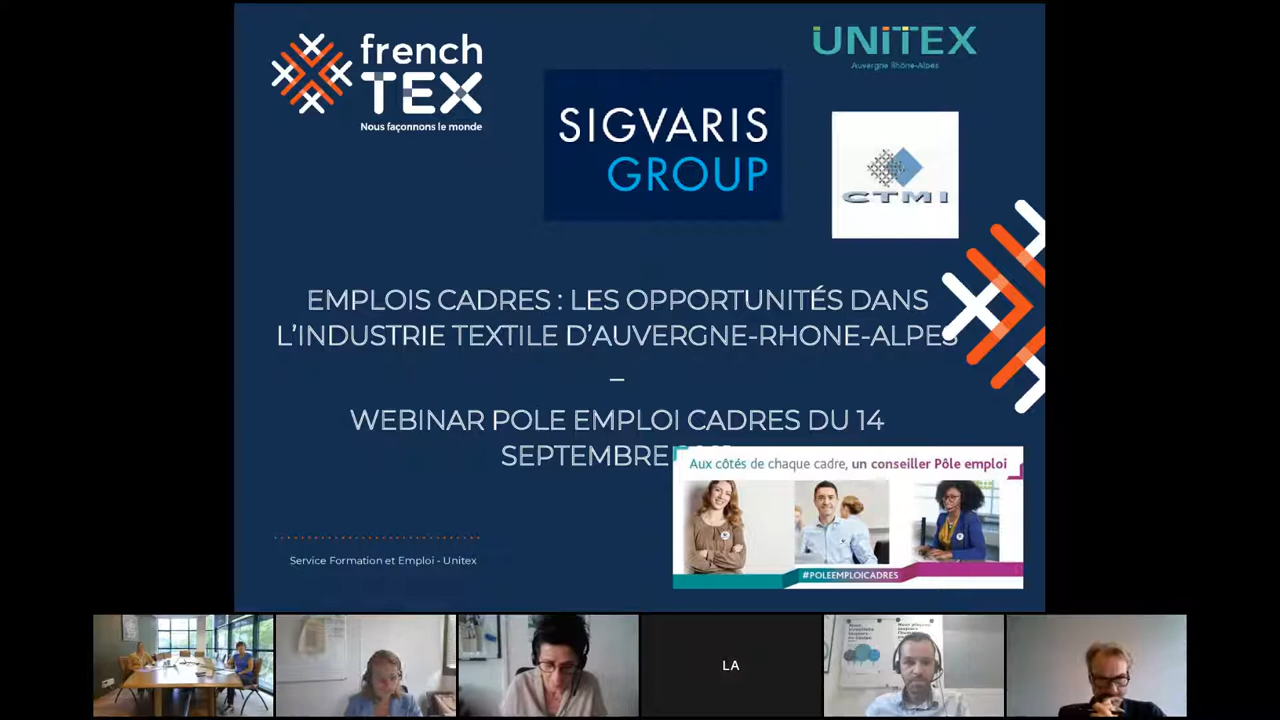 french
TEX
Nous façonnons le monde
UNITEX
Auvergne Rhône-Alpes
SIGVARIS
GROUP
CTMI
EMPLOIS CADRES : LES OPPORTUNITÉS DANS
L'INDUSTRIE TEXTILE D'AUVERGNE-RHONE-ALPES
–
WEBINAR POLE EMPLOI CADRES DU 14
SEPTEMBRE
Aux côtés de chaque cadre, un conseiller Pôle emploi
#POLEEMPLOICADRES
Service Formation et Emploi - Unitex
LA